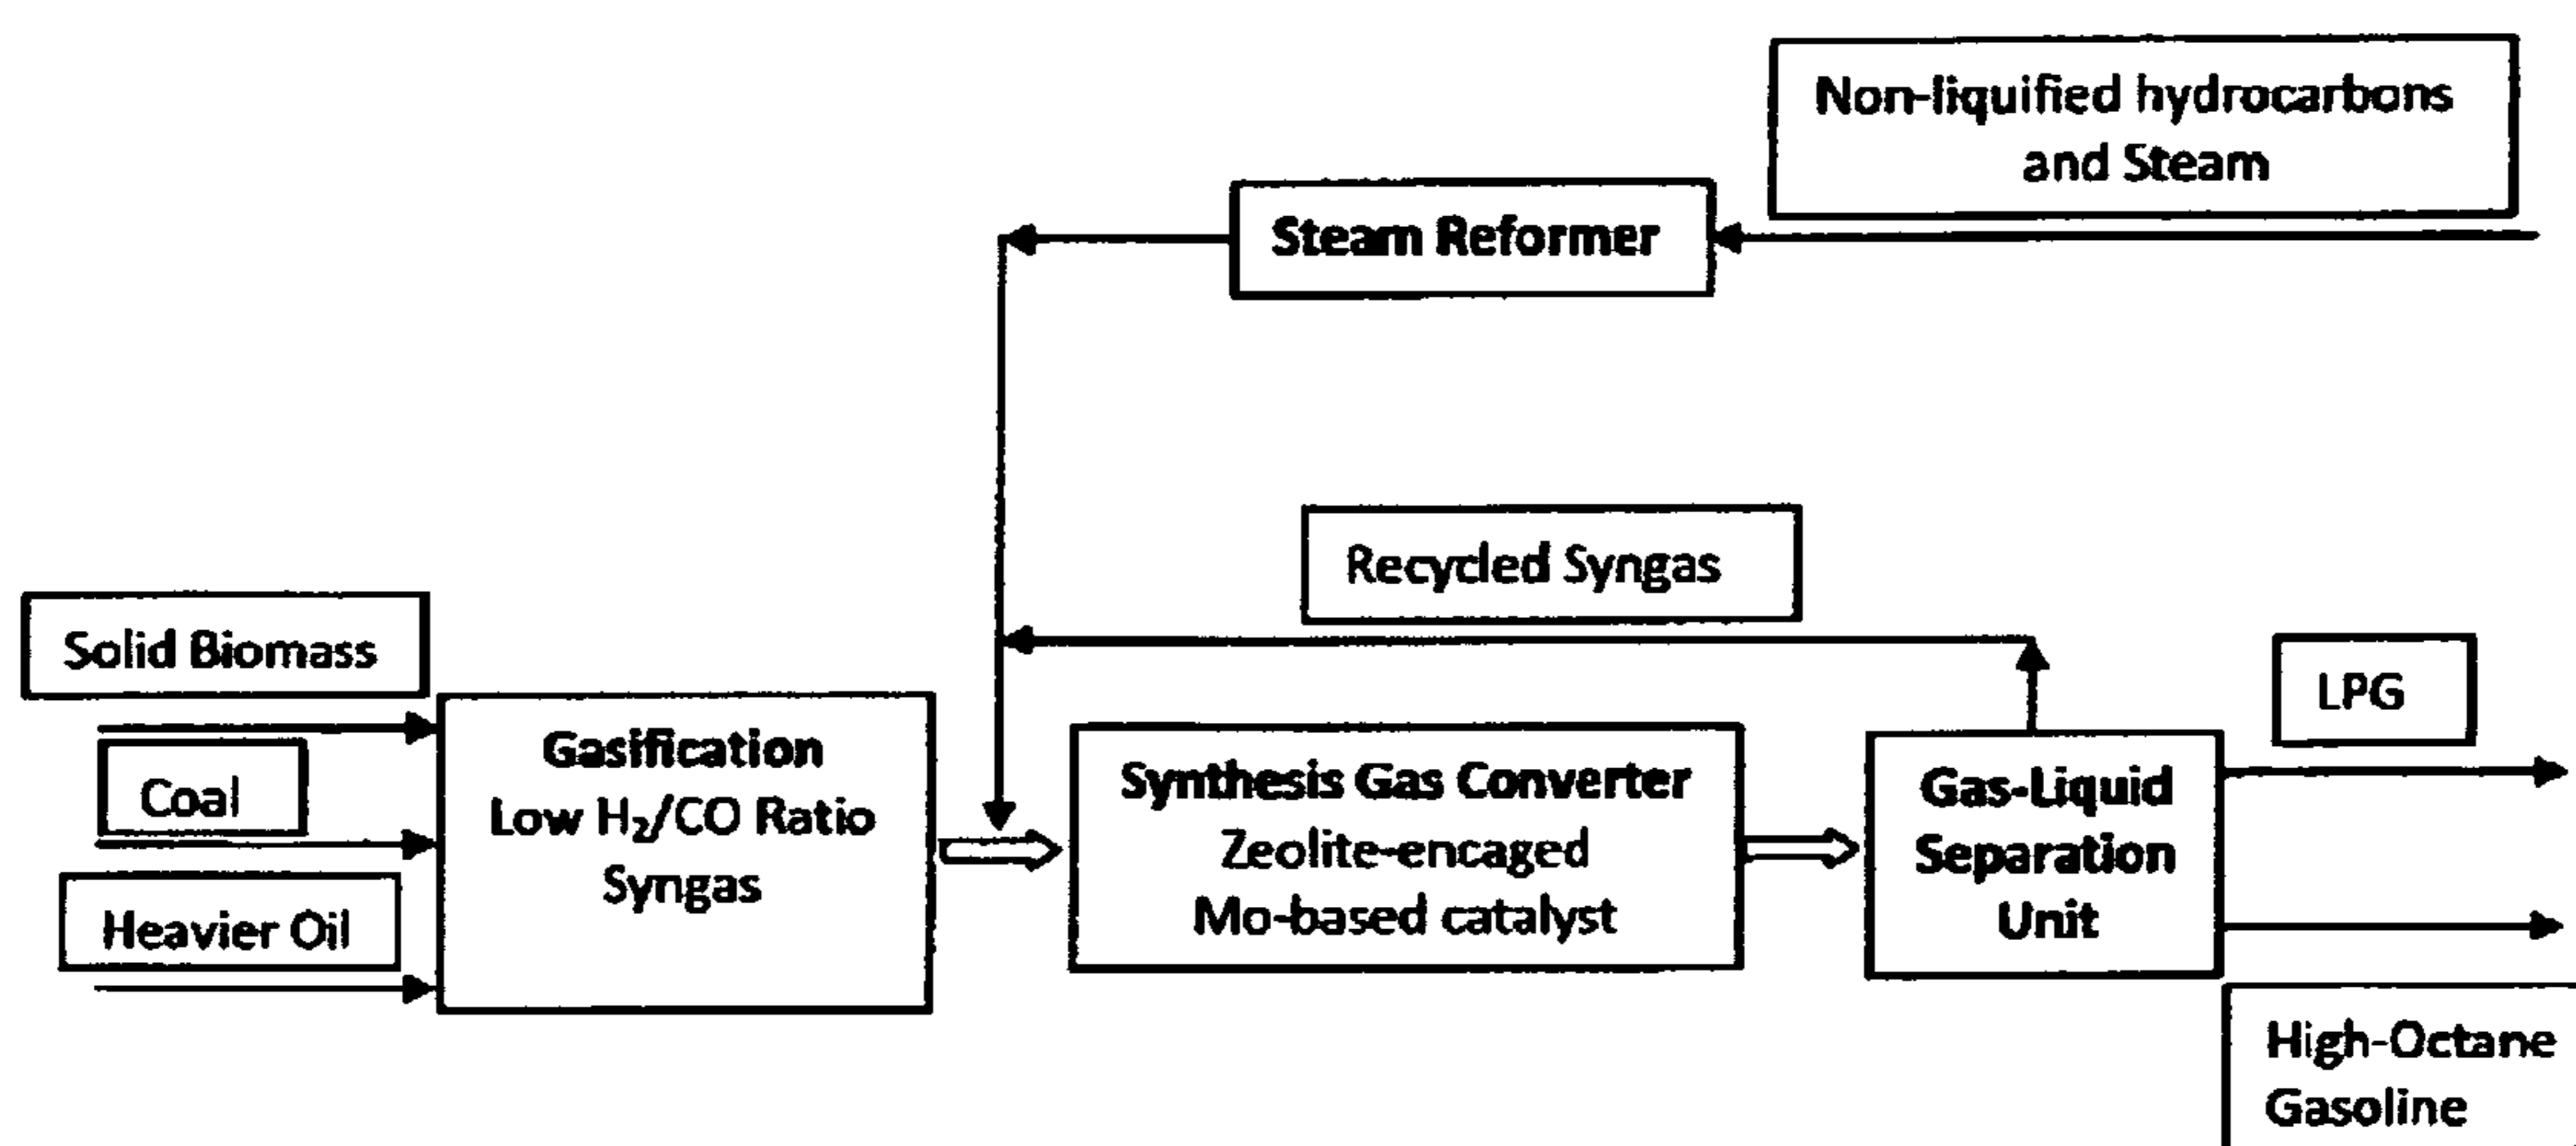 Non-liquified hydrocarbons
and Steam
Steam Reformer
Recycled Syngas
Solid Biomass
Coal
Heavier Oil
Gasification
Low H₂/CO Ratio
Syngas
Synthesis Gas Converter
Zeolite-encaged
Mo-based catalyst
Gas-Liquid
Separation
Unit
LPG
High-Octane
Gasoline